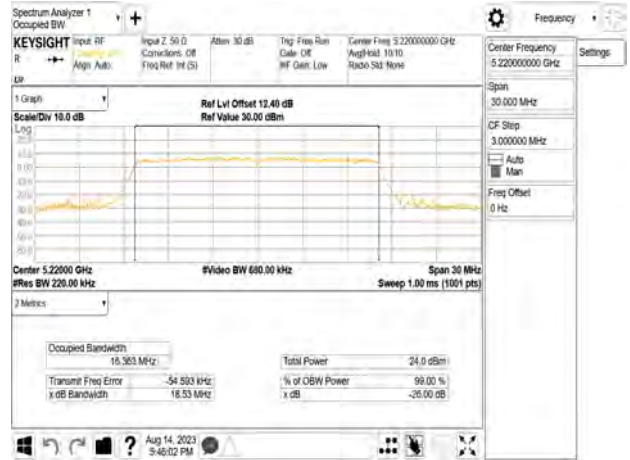 Spectrum Analyzer 1
Occupied BW
Frequency
KEYSIGHT
R
Input: RF
Align: Auto
Input Z: 50 Ω
Corrections: Off
Freq Ref: Int (S)
Atten: 30 dB
Trig: Free Run
Gate: Off
#IF Gain: Low
Center Freq: 5.220000000 GHz
Avg|Hold: 10/10
Radio Std: None
Center Frequency
5.220000000 GHz
Settings
Span
30.000 MHz
CF Step
3.000000 MHz
Auto
Man
Freq Offset
0 Hz
1 Graph
Scale/Div 10.0 dB
Ref Lvl Offset 12.40 dB
Ref Value 30.00 dBm
Log
Center 5.22000 GHz
#Res BW 220.00 kHz
#Video BW 680.00 kHz
Span 30 MHz
Sweep 1.00 ms (1001 pts)
2 Metrics
Occupied Bandwidth
16.363 MHz
Total Power
24.0 dBm
Transmit Freq Error
-54.593 kHz
% of OBW Power
99.00 %
x dB Bandwidth
18.53 MHz
x dB
-26.00 dB
Aug 14, 2023
9:46:02 PM